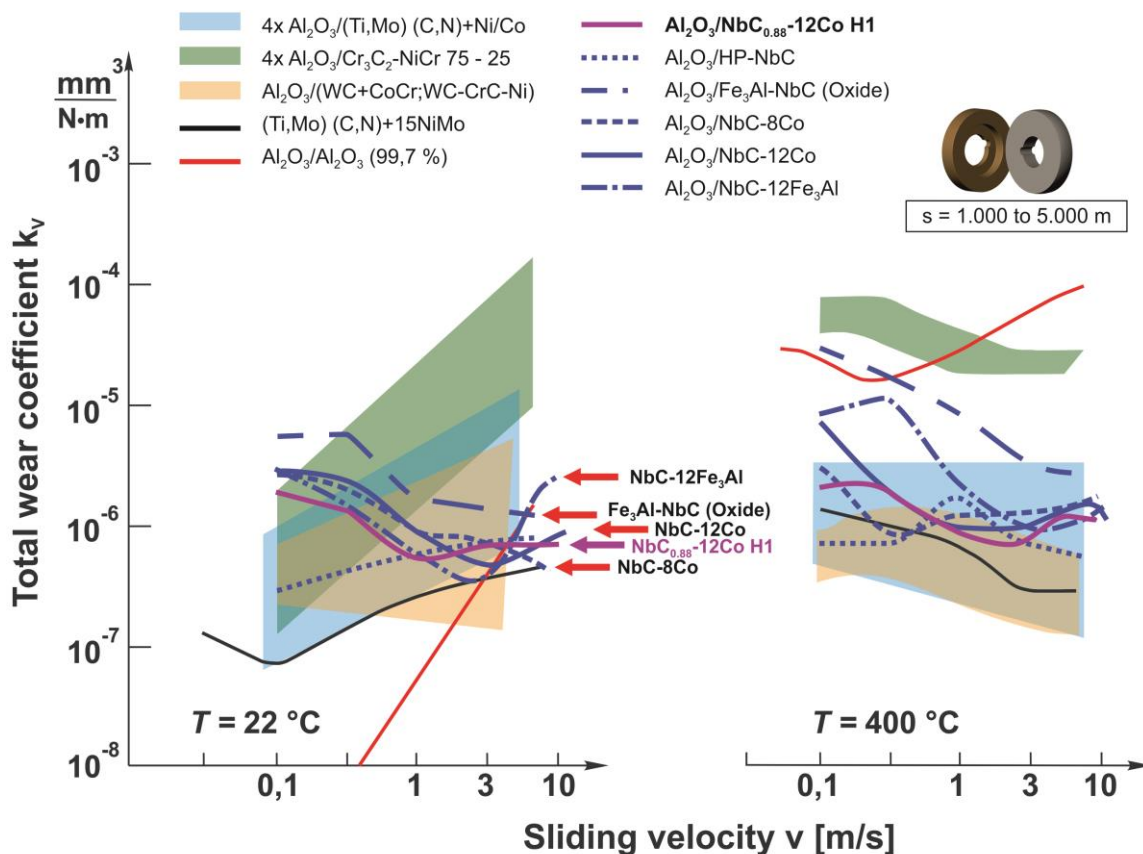 4x Al₂O₃/(Ti,Mo) (C,N)+Ni/Co
4x Al₂O₃/Cr₃C₂-NiCr 75 - 25
Al₂O₃/(WC+CoCr;WC-CrC-Ni)
(Ti,Mo) (C,N)+15NiMo
Al₂O₃/Al₂O₃ (99,7 %)
Al₂O₃/NbC₀.₈₈-12Co H1
Al₂O₃/HP-NbC
Al₂O₃/Fe₃Al-NbC (Oxide)
Al₂O₃/NbC-8Co
Al₂O₃/NbC-12Co
Al₂O₃/NbC-12Fe₃Al
s = 1.000 to 5.000 m
mm³
N•m
Total wear coefficient kᵥ
10⁻³
10⁻⁴
10⁻⁵
10⁻⁶
10⁻⁷
10⁻⁸
NbC-12Fe₃Al
Fe₃Al-NbC (Oxide)
NbC-12Co
NbC₀.₈₈-12Co H1
NbC-8Co
T = 22 °C
T = 400 °C
0,1 1 3 10
0,1 1 3 10
Sliding velocity v [m/s]